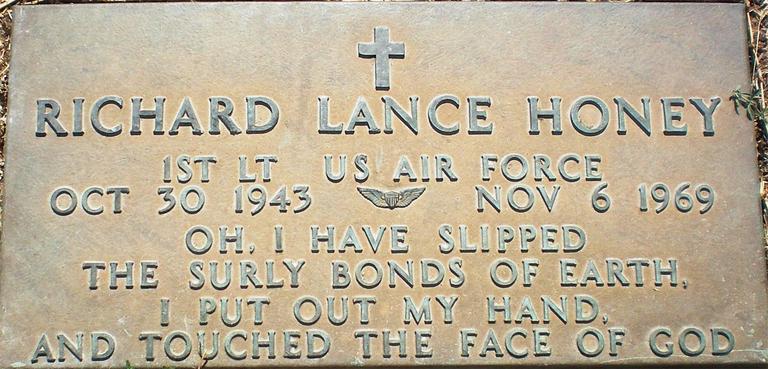 RICHARD LANCE HONEY
1ST LT US AIR FORCE
OCT 30 1943 NOV 6 1969
OH, I HAVE SLIPPED
THE SURLY BONDS OF EARTH,
I PUT OUT MY HAND,
AND TOUCHED THE FACE OF GOD